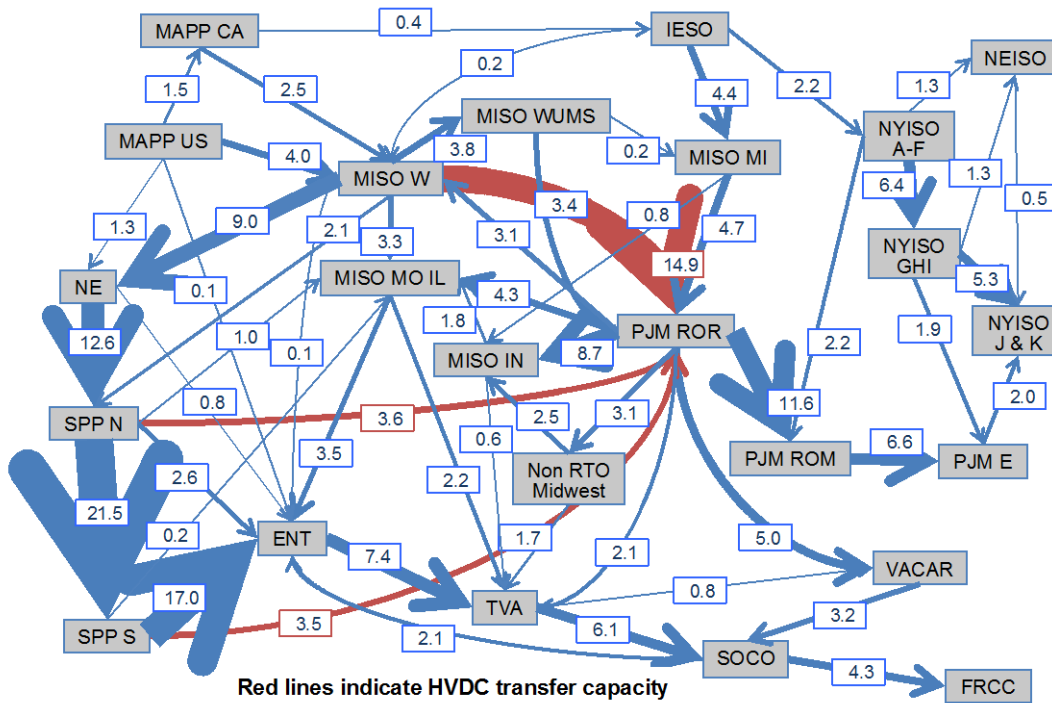 MAPP CA
0.4
IESO
NEISO
0.2
2.2
1.3
1.5
2.5
4.4
MISO WUMS
NYISO
A-F
MAPP US
3.8
0.2
MISO MI
4.0
MISO W
1.3
6.4
0.5
9.0
3.4
0.8
4.7
2.1
3.1
1.3
3.3
NYISO
GHI
14.9
NE
0.1
MISO MO IL
4.3
5.3
1.8
PJM ROR
1.9
NYISO
J & K
12.6
1.0
0.1
MISO IN
8.7
2.2
0.8
11.6
2.0
SPP N
3.6
2.5
3.1
0.6
PJM ROM
6.6
PJM E
Non RTO
Midwest
2.6
3.5
2.2
21.5
0.2
ENT
7.4
1.7
2.1
5.0
VACAR
17.0
0.8
TVA
3.2
SPP S
3.5
2.1
6.1
SOCO
4.3
FRCC
Red lines indicate HVDC transfer capacity